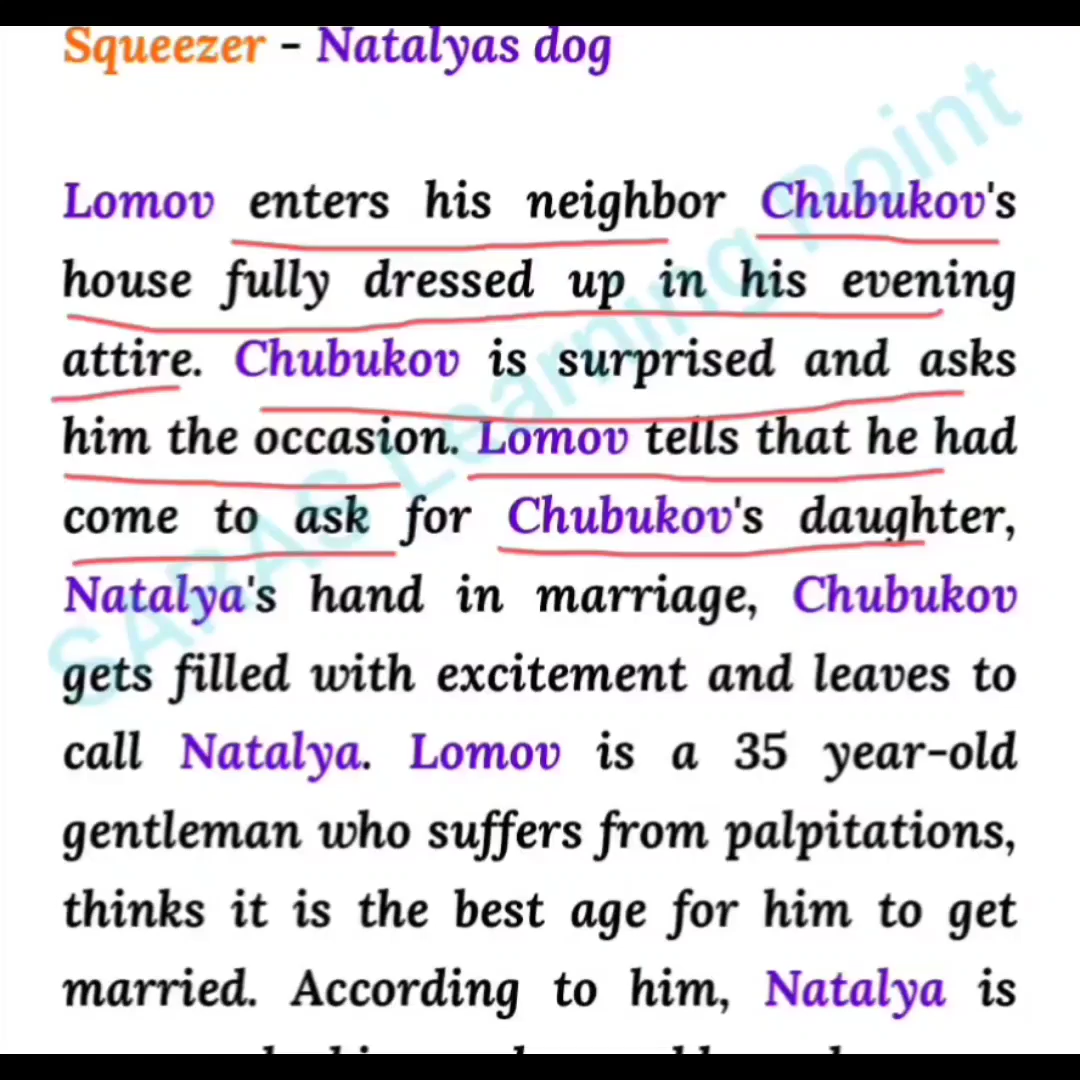 Squeezer - Natalyas dog
Lomov enters his neighbor Chubukov's
house fully dressed up in his evening
attire. Chubukov is surprised and asks
him the occasion. Lomov tells that he had
come to ask for Chubukov's daughter,
Natalya's hand in marriage, Chubukov
gets filled with excitement and leaves to
call Natalya. Lomov is a 35 year-old
gentleman who suffers from palpitations,
thinks it is the best age for him to get
married. According to him, Natalya is
SARAS Learning Point